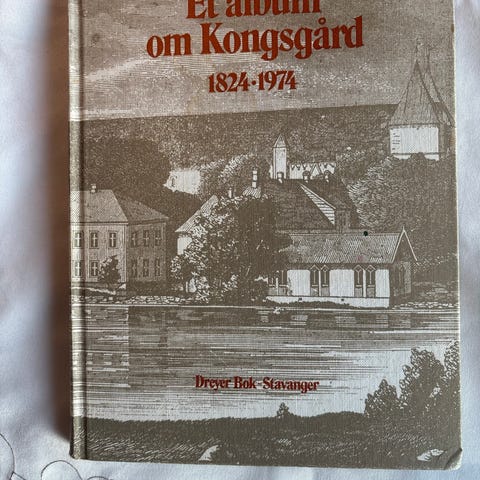 Et album
om Kongsgård
1824·1974
Dreyer Bok - Stavanger